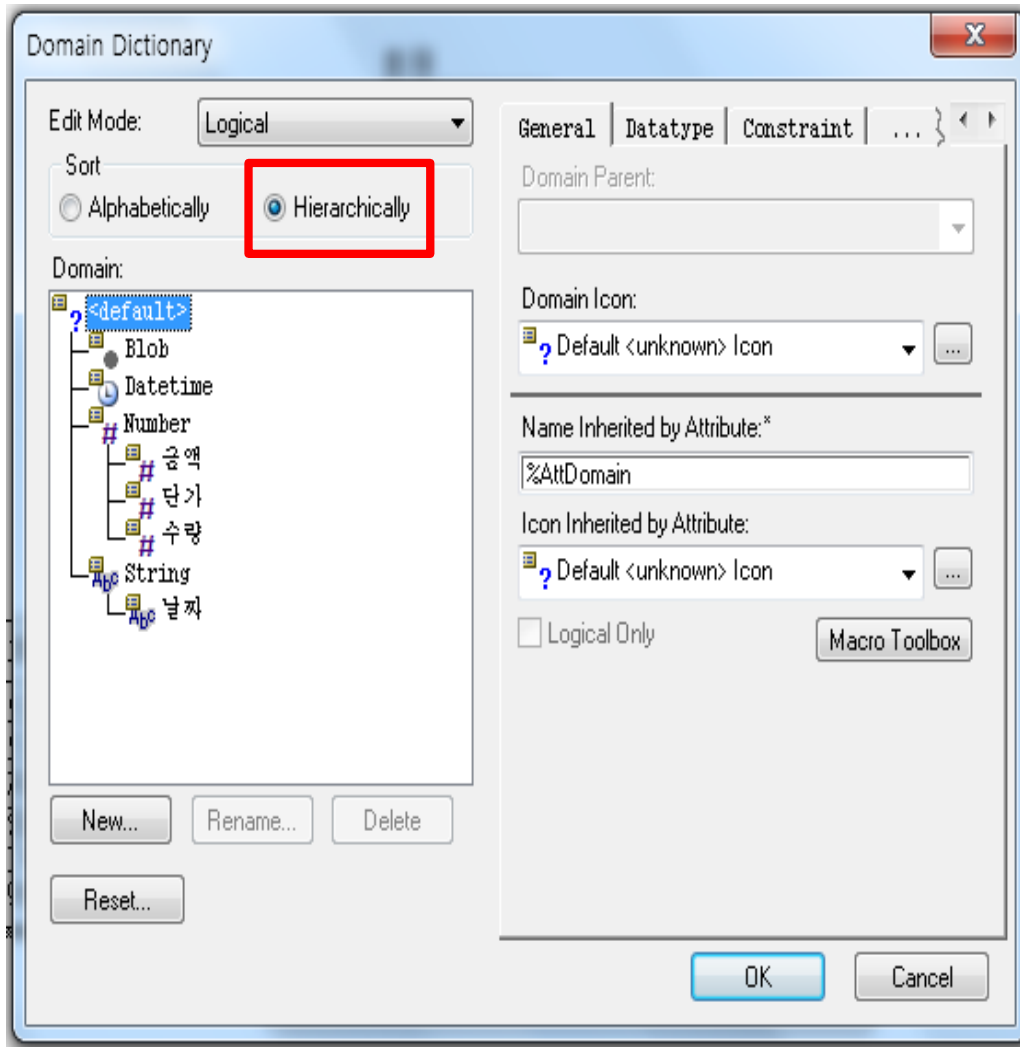 Domain Dictionary
Edit Mode:
Logical
Sort
Alphabetically
Hierarchically
Domain:
<default>
Blob
Datetime
Number
금액
단가
수량
String
날짜
New...
Rename...
Delete
Reset...
General
Datatype
Constraint
...
Domain Parent:
Domain Icon:
Default <unknown> Icon
...
Name Inherited by Attribute:*
%AttDomain
Icon Inherited by Attribute:
Default <unknown> Icon
...
Logical Only
Macro Toolbox
OK
Cancel